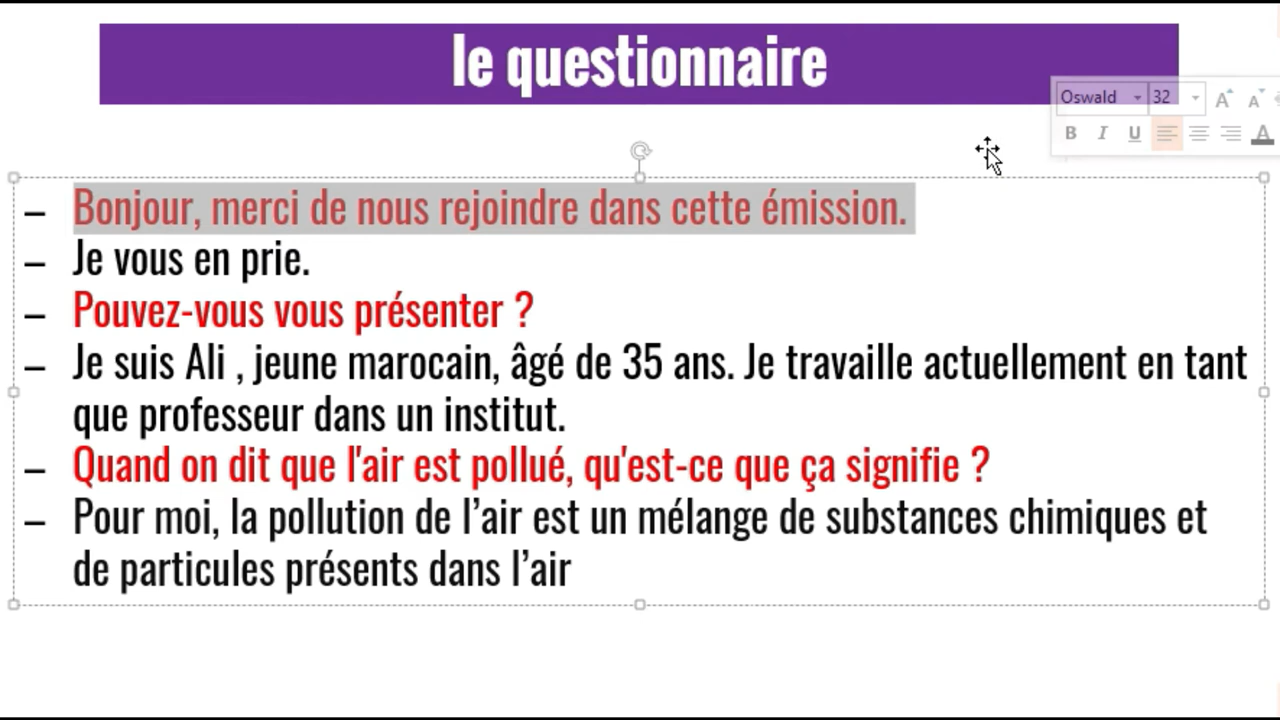 le questionnaire
Oswald 32 A A
B I U A
– Bonjour, merci de nous rejoindre dans cette émission.
– Je vous en prie.
– Pouvez-vous vous présenter ?
– Je suis Ali , jeune marocain, âgé de 35 ans. Je travaille actuellement en tant
que professeur dans un institut.
– Quand on dit que l'air est pollué, qu'est-ce que ça signifie ?
– Pour moi, la pollution de l’air est un mélange de substances chimiques et
de particules présents dans l’air